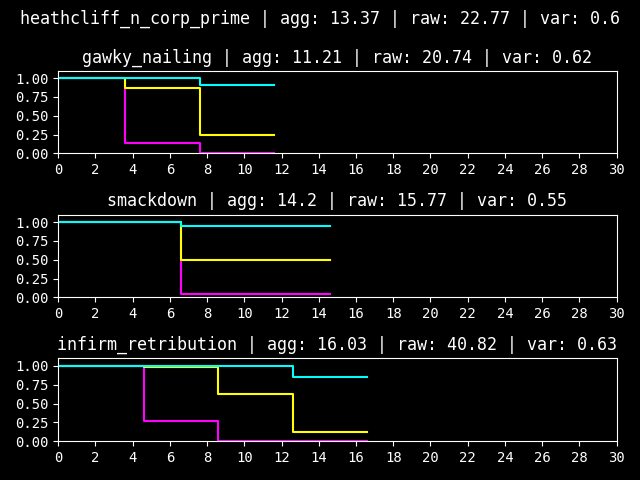 heathcliff_n_corp_prime | agg: 13.37 | raw: 22.77 | var: 0.6
gawky_nailing | agg: 11.21 | raw: 20.74 | var: 0.62
1.00
0.75
0.50
0.25
0.00
0 2 4 6 8 10 12 14 16 18 20 22 24 26 28 30
smackdown | agg: 14.2 | raw: 15.77 | var: 0.55
1.00
0.75
0.50
0.25
0.00
0 2 4 6 8 10 12 14 16 18 20 22 24 26 28 30
infirm_retribution | agg: 16.03 | raw: 40.82 | var: 0.63
1.00
0.75
0.50
0.25
0.00
0 2 4 6 8 10 12 14 16 18 20 22 24 26 28 30